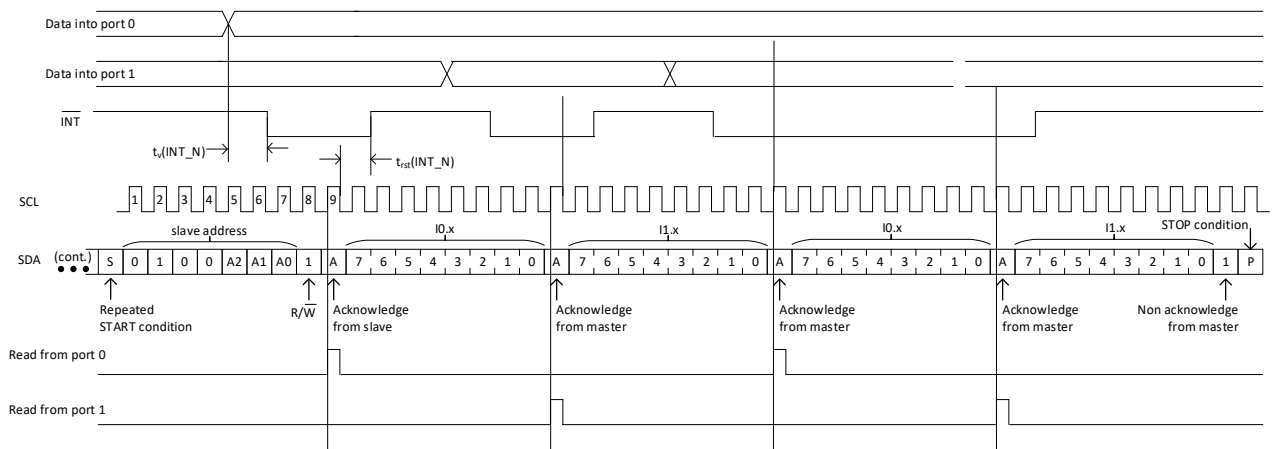 Data into port 0
Data into port 1
INT
tv(INT_N)
trst(INT_N)
SCL
1 2 3 4 5 6 7 8 9
slave address
I0.x
I1.x
I0.x
I1.x
STOP condition
SDA
(cont.)
S 0 1 0 0 A2 A1 A0 1 A 7 6 5 4 3 2 1 0 A 7 6 5 4 3 2 1 0 A 7 6 5 4 3 2 1 0 A 7 6 5 4 3 2 1 0 1 P
Repeated
START condition
R/W
Acknowledge
from slave
Acknowledge
from master
Acknowledge
from master
Acknowledge
from master
Non acknowledge
from master
Read from port 0
Read from port 1